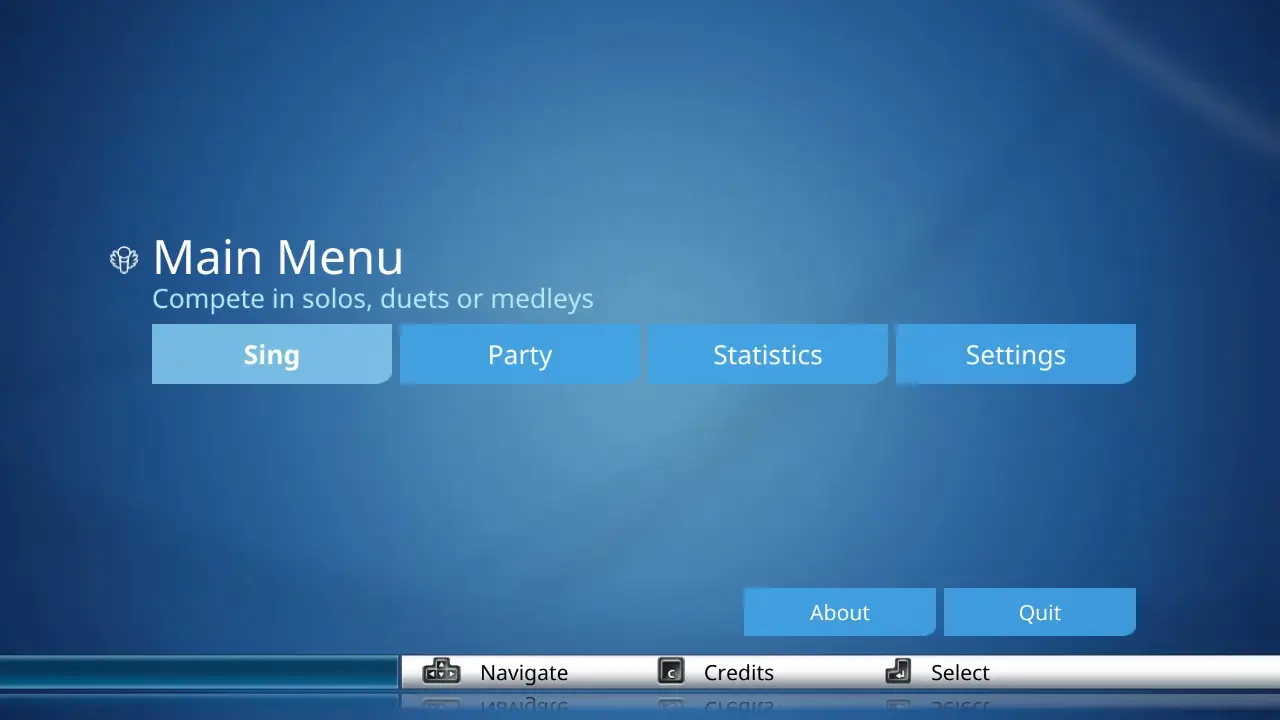 Main Menu
Compete in solos, duets or medleys
Sing Party Statistics Settings
About Quit
Navigate C Credits Select